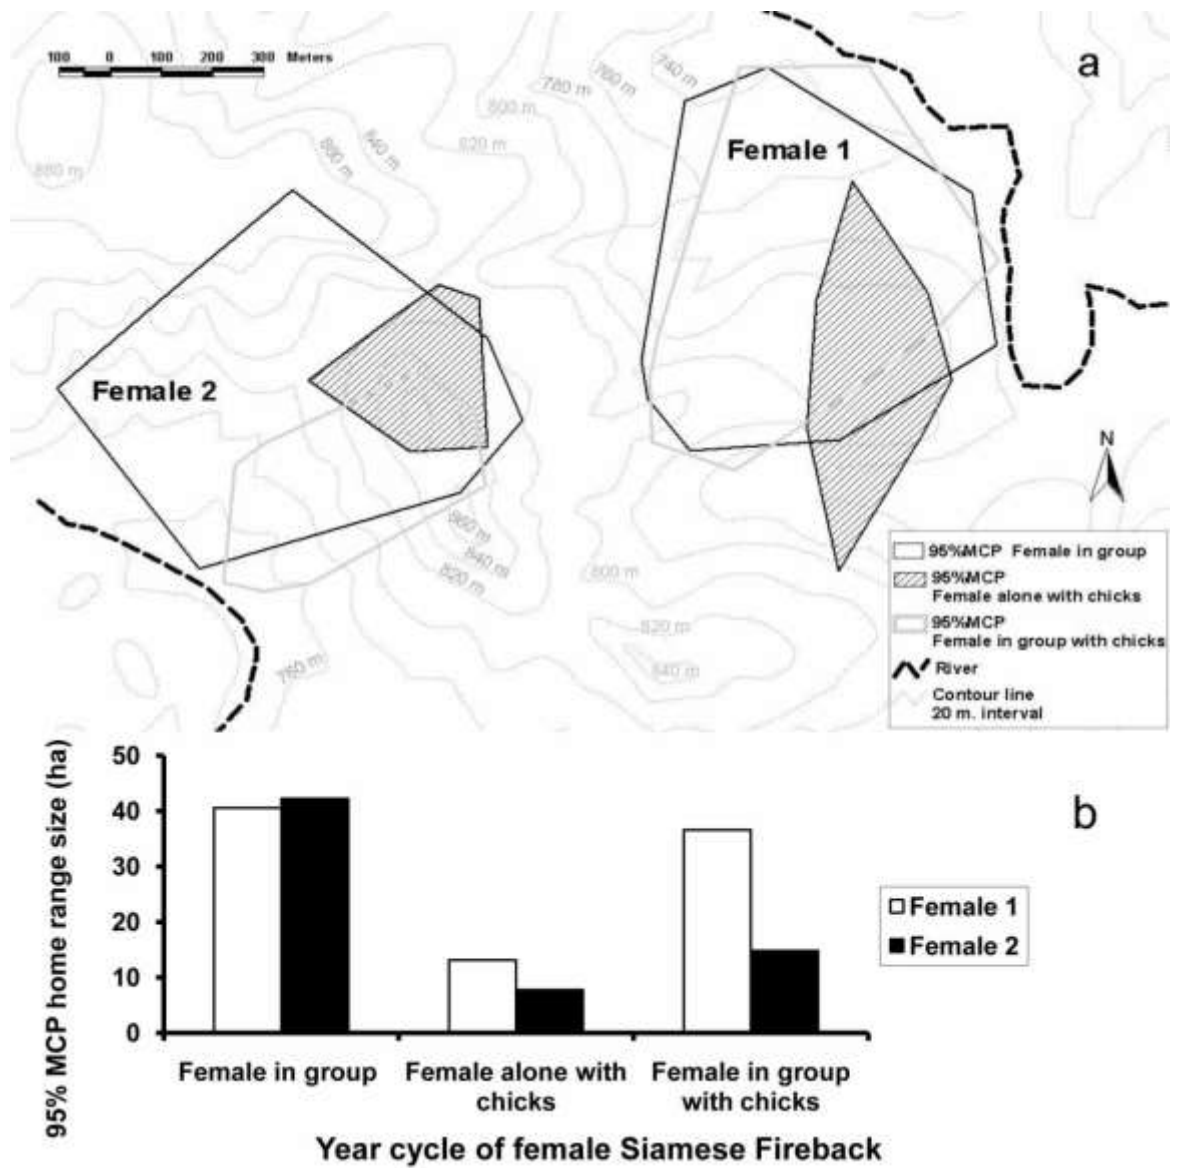 100 0 100 200 300 Meters
a
740 m
760 m
780 m
800 m
820 m
840 m
860 m
880 m
Female 1
Female 2
860 m
840 m
820 m
800 m
820 m
840 m
760 m
N
95%MCP Female in group
95%MCP
Female alone with chicks
95%MCP
Female in group with chicks
River
Contour line
20 m. interval
b
95% MCP home range size (ha)
50
40
30
20
10
0
Female 1
Female 2
Female in group
Female alone with
chicks
Female in group
with chicks
Year cycle of female Siamese Fireback